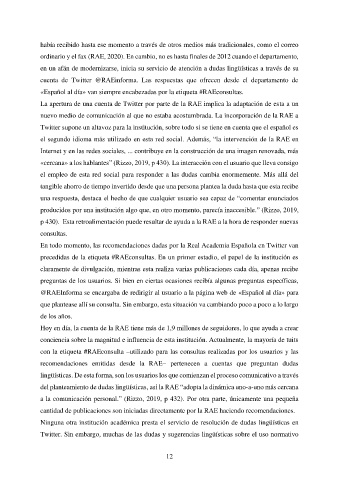 había recibido hasta ese momento a través de otros medios más tradicionales, como el correo
ordinario y el fax (RAE, 2020). En cambio, no es hasta finales de 2012 cuando el departamento,
en un afán de modernizarse, inicia su servicio de atención a dudas lingüísticas a través de su
cuenta de Twitter @RAEinforma. Las respuestas que ofrecen desde el departamento de
«Español al día» van siempre encabezadas por la etiqueta #RAEconsultas.
La apertura de una cuenta de Twitter por parte de la RAE implica la adaptación de esta a un
nuevo medio de comunicación al que no estaba acostumbrada. La incorporación de la RAE a
Twitter supone un altavoz para la institución, sobre todo si se tiene en cuenta que el español es
el segundo idioma más utilizado en esta red social. Además, "la intervención de la RAE en
Internet y en las redes sociales, ... contribuye en la construcción de una imagen renovada, más
«cercana» a los hablantes" (Rizzo, 2019, p 430). La interacción con el usuario que lleva consigo
el empleo de esta red social para responder a las dudas cambia enormemente. Más allá del
tangible ahorro de tiempo invertido desde que una persona plantea la duda hasta que esta recibe
una respuesta, destaca el hecho de que cualquier usuario sea capaz de "comentar enunciados
producidos por una institución algo que, en otro momento, parecía inaccesible." (Rizzo, 2019,
p 430). Esta retroalimentación puede resultar de ayuda a la RAE a la hora de responder nuevas
consultas.
En todo momento, las recomendaciones dadas por la Real Academia Española en Twitter van
precedidas de la etiqueta #RAEconsultas. En un primer estadio, el papel de la institución es
claramente de divulgación, mientras esta realiza varias publicaciones cada día, apenas recibe
preguntas de los usuarios. Si bien en ciertas ocasiones recibía algunas preguntas específicas,
@RAEInforma se encargaba de redirigir al usuario a la página web de «Español al día» para
que plantease allí su consulta. Sin embargo, esta situación va cambiando poco a poco a lo largo
de los años.
Hoy en día, la cuenta de la RAE tiene más de 1,9 millones de seguidores, lo que ayuda a crear
conciencia sobre la magnitud e influencia de esta institución. Actualmente, la mayoría de tuits
con la etiqueta #RAEconsulta –utilizado para las consultas realizadas por los usuarios y las
recomendaciones emitidas desde la RAE– pertenecen a cuentas que preguntan dudas
lingüísticas. De esta forma, son los usuarios los que comienzan el proceso comunicativo a través
del planteamiento de dudas lingüísticas, así la RAE "adopta la dinámica uno-a-uno más cercana
a la comunicación personal." (Rizzo, 2019, p 432). Por otra parte, únicamente una pequeña
cantidad de publicaciones son iniciadas directamente por la RAE haciendo recomendaciones.
Ninguna otra institución académica presta el servicio de resolución de dudas lingüísticas en
Twitter. Sin embargo, muchas de las dudas y sugerencias lingüísticas sobre el uso normativo
12